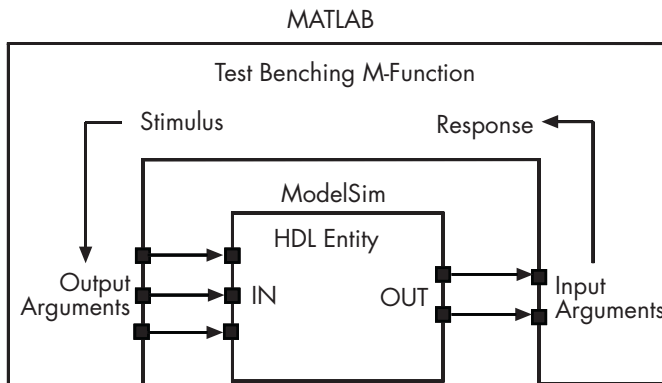 MATLAB
Test Benching M-Function
Stimulus
Response
ModelSim
HDL Entity
Output
Arguments
IN
OUT
Input
Arguments